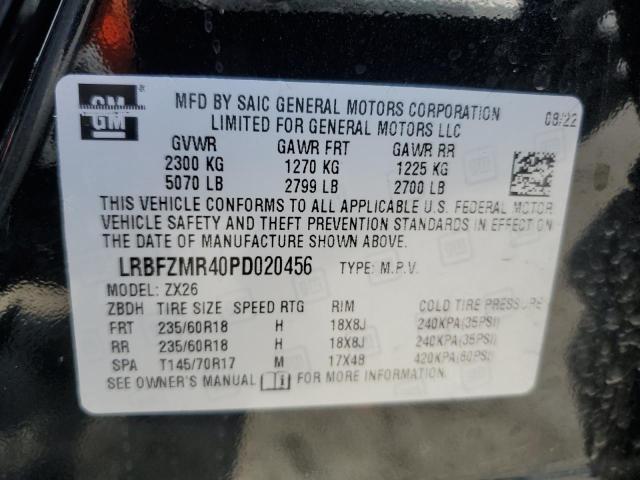 GM ®
MFD BY SAIC GENERAL MOTORS CORPORATION 08/22
LIMITED FOR GENERAL MOTORS LLC
GVWR GAWR FRT GAWR RR
2300 KG 1270 KG 1225 KG
5070 LB 2799 LB 2700 LB
THIS VEHICLE CONFORMS TO ALL APPLICABLE U.S. FEDERAL MOTOR
VEHICLE SAFETY AND THEFT PREVENTION STANDARDS IN EFFECT ON
THE DATE OF MANUFACTURE SHOWN ABOVE.
LRBFZMR40PD020456 TYPE: M.P.V.
MODEL: ZX26
ZBDH TIRE SIZE SPEED RTG RIM COLD TIRE PRESSURE
FRT 235/60R18 H 18X8J 240KPA(35PSI)
RR 235/60R18 H 18X8J 240KPA(35PSI)
SPA T145/70R17 M 17X4B 420KPA(60PSI)
SEE OWNER'S MANUAL i FOR MORE INFORMATION.